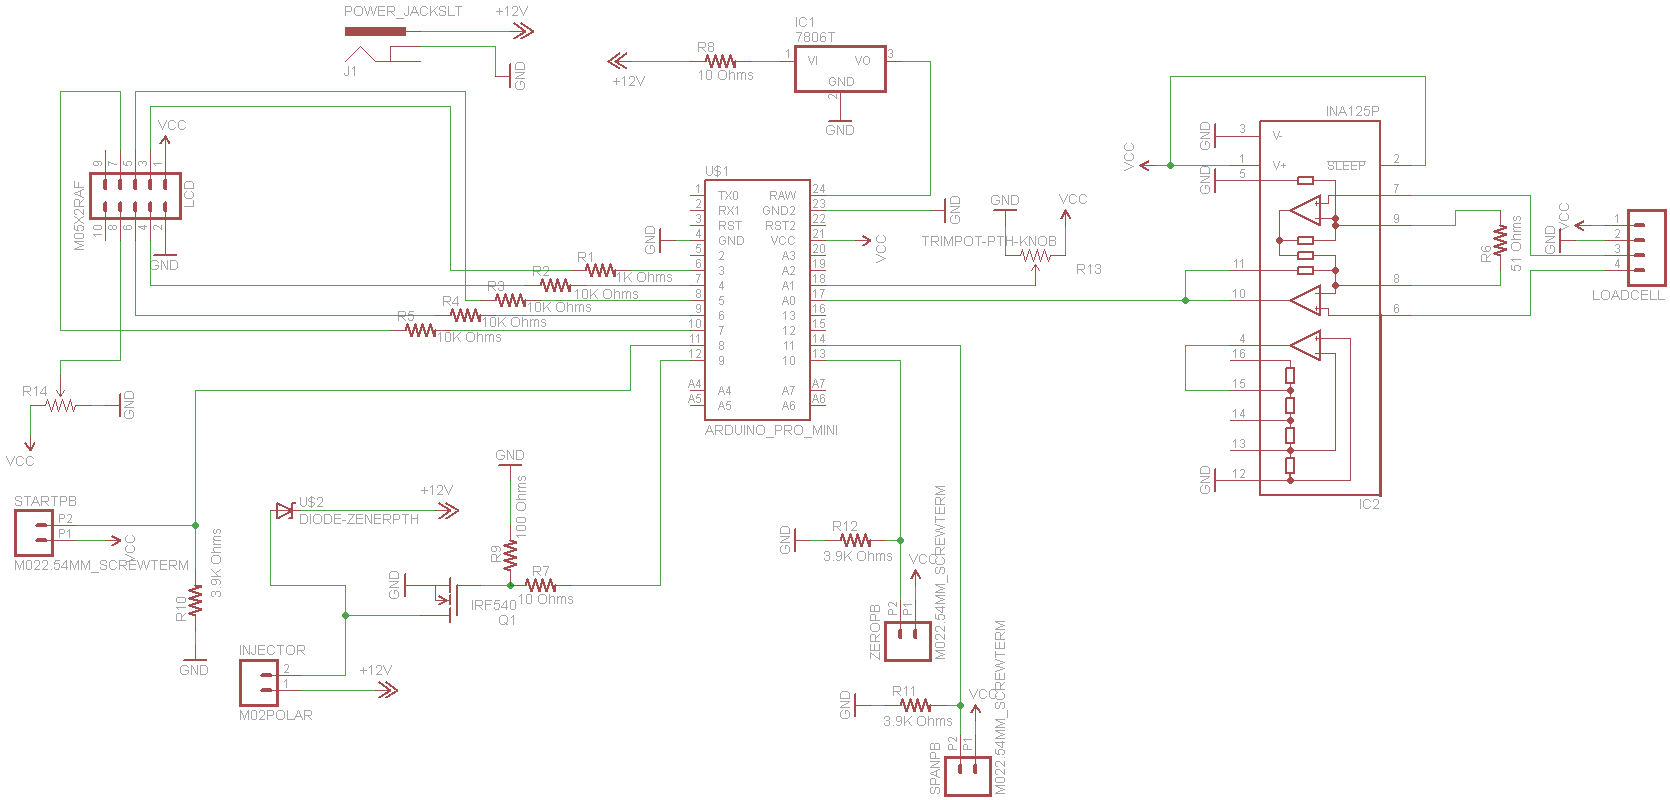 POWER_JACKSLT
+12V
J1
GND
IC1
7806T
R8
10 Ohms
+12V
1
VI
VO
3
GND
2
GND
VCC
9
7
5
3
1
M05X2RAF
LCD
10
8
6
4
2
GND
U$1
1
TX0
RAW
24
2
RX1
GND2
23
3
RST
RST2
22
4
GND
VCC
21
5
2
A3
20
6
3
A2
19
7
4
A1
18
8
5
A0
17
9
6
13
16
10
7
12
15
11
8
11
14
12
9
10
13
A4
A4
A7
A7
A5
A5
A6
A6
ARDUINO_PRO_MINI
GND
GND
VCC
R1
1K Ohms
R2
10K Ohms
R3
10K Ohms
R4
10K Ohms
R5
10K Ohms
GND
VCC
TRIMPOT-PTH-KNOB
R13
INA125P
GND
3
V-
VCC
1
V+
SLEEP
2
GND
5
7
9
11
10
8
6
4
16
15
14
13
GND
12
IC2
R6
51 Ohms
VCC
GND
1
2
3
4
LOADCELL
R14
GND
VCC
STARTPB
P2
P1
VCC
M022.54MM_SCREWTERM
R10
3.9K Ohms
GND
U$2
DIODE-ZENERPTH
+12V
GND
100 Ohms
R9
R7
10 Ohms
GND
IRF540
Q1
INJECTOR
2
1
+12V
M02POLAR
GND
R12
3.9K Ohms
VCC
P2
P1
ZEROPB
M022.54MM_SCREWTERM
GND
R11
3.9K Ohms
VCC
P2
P1
SPANPB
M022.54MM_SCREWTERM